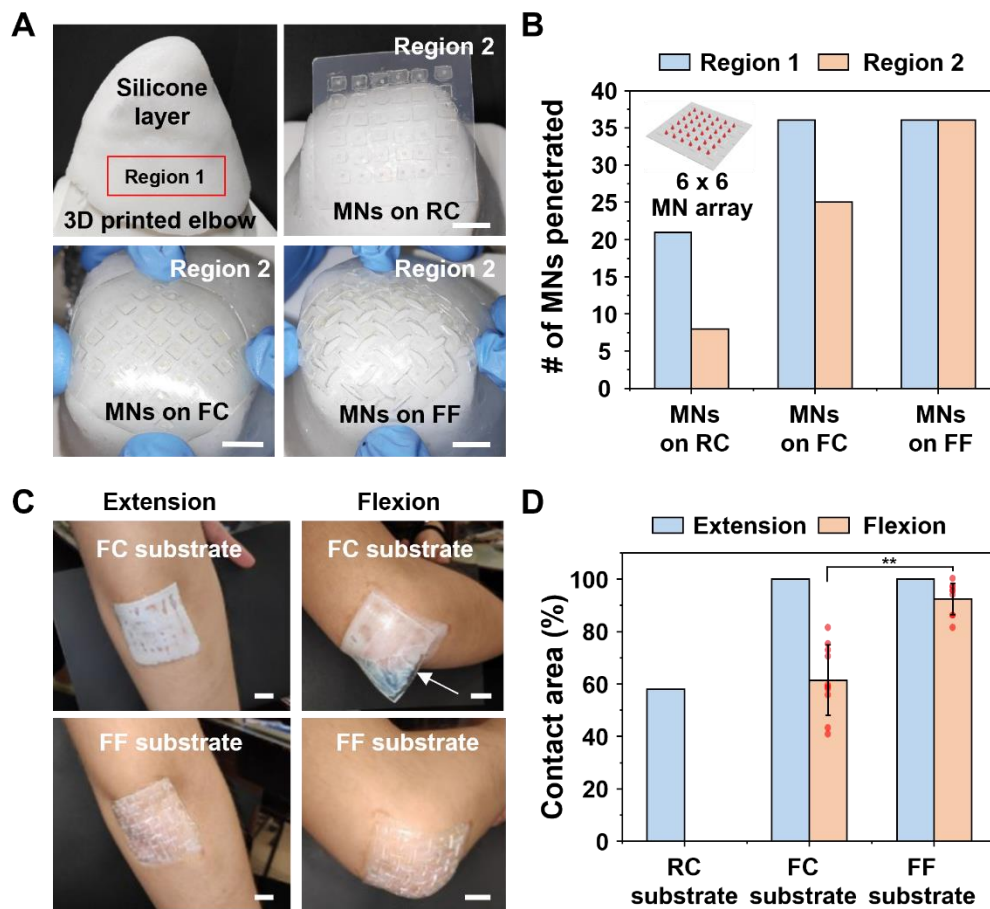 A
Silicone
layer
Region 1
3D printed elbow
Region 2
MNs on RC
Region 2
MNs on FC
Region 2
MNs on FF
B
Region 1
Region 2
# of MNs penetrated
40
35
30
25
20
15
10
5
0
6 x 6
MN array
MNs
on RC
MNs
on FC
MNs
on FF
C
Extension
Flexion
FC substrate
FC substrate
FF substrate
FF substrate
D
Extension
Flexion
Contact area (%)
100
80
60
40
20
0
**
RC
substrate
FC
substrate
FF
substrate